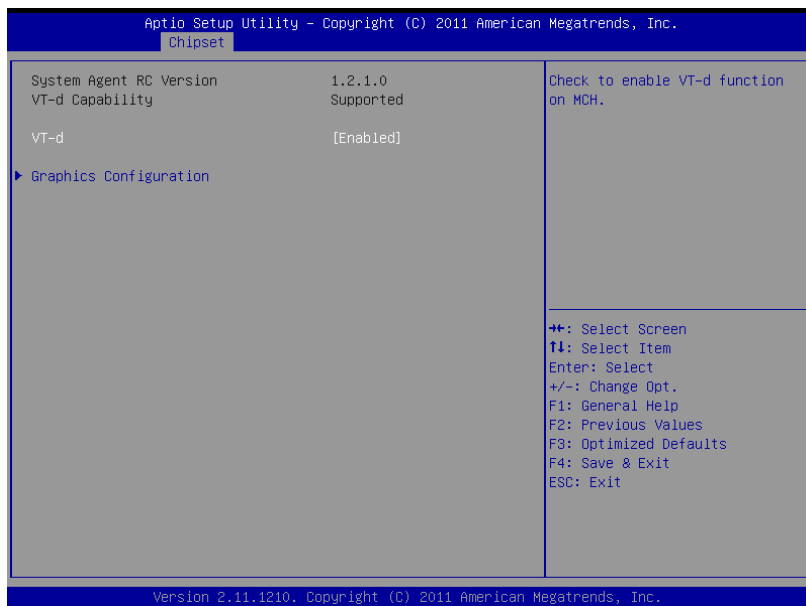 Aptio Setup Utility – Copyright (C) 2011 American Megatrends, Inc.
Chipset
System Agent RC Version 1.2.1.0
VT-d Capability Supported
VT-d [Enabled]
Graphics Configuration
Check to enable VT-d function
on MCH.
→←: Select Screen
↑↓: Select Item
Enter: Select
+/-: Change Opt.
F1: General Help
F2: Previous Values
F3: Optimized Defaults
F4: Save & Exit
ESC: Exit
Version 2.11.1210. Copyright (C) 2011 American Megatrends, Inc.